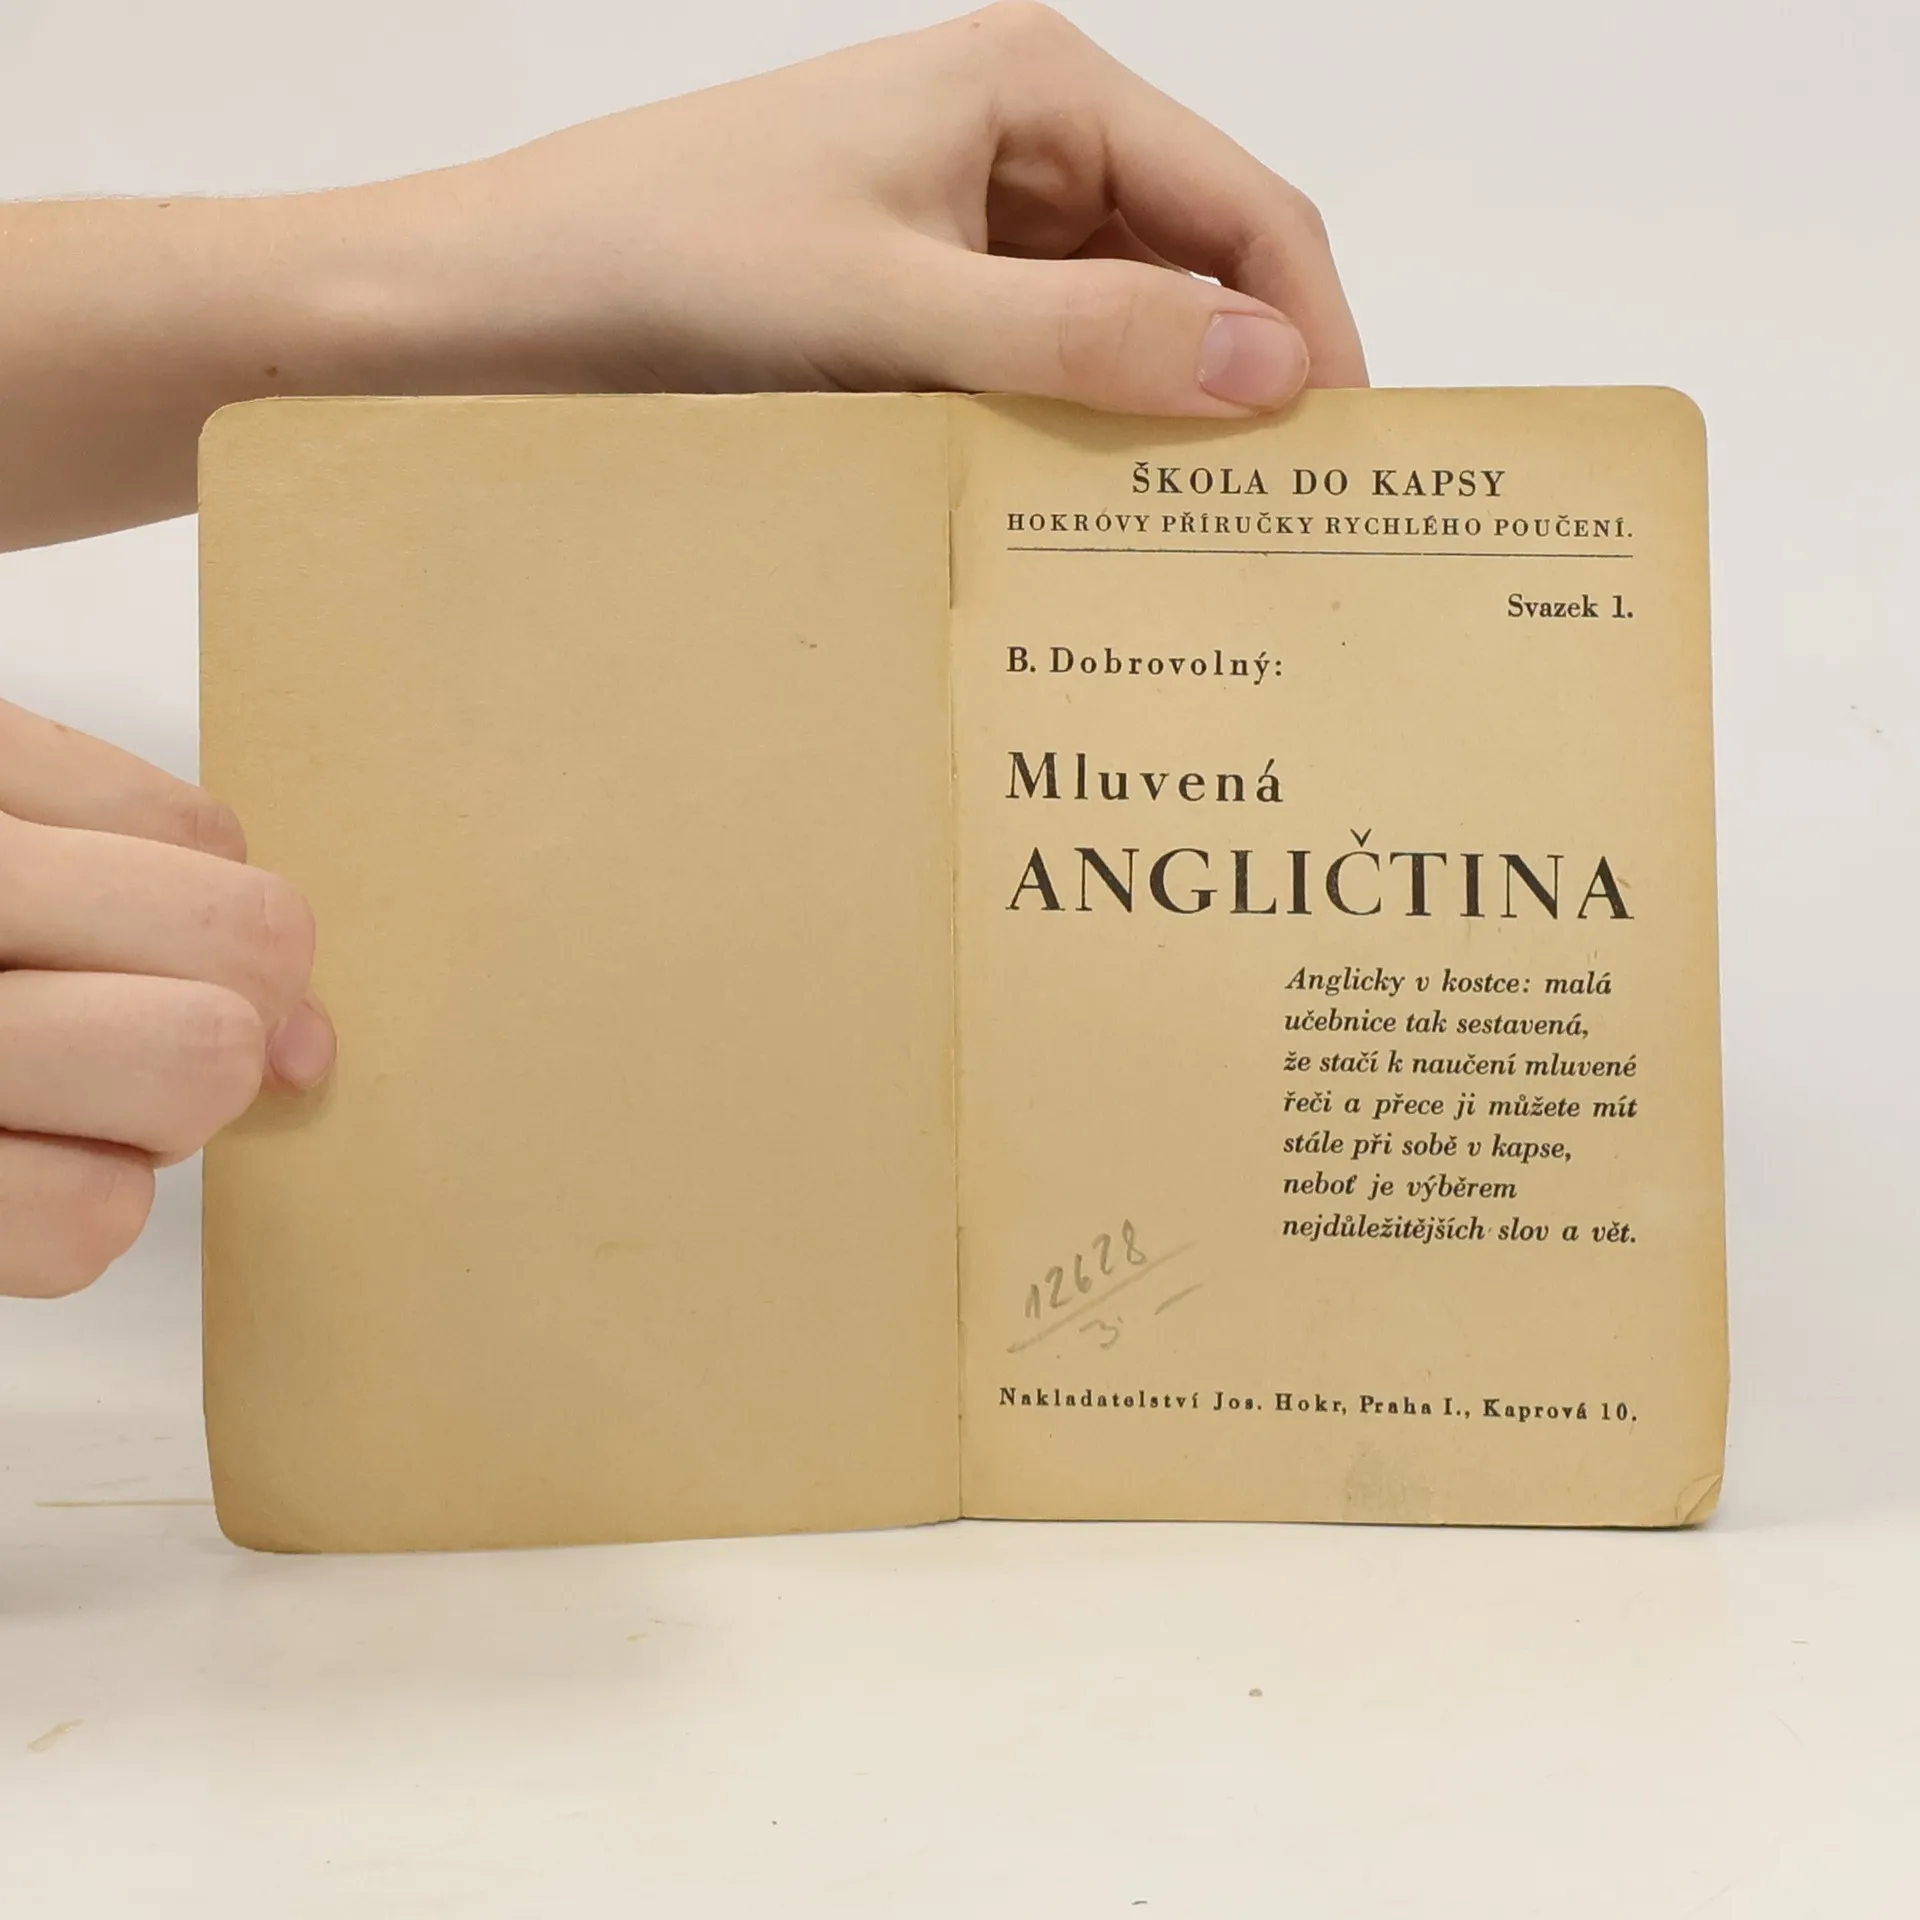 ŠKOLA DO KAPSY
HOKROVY PŘÍRUČKY RYCHLÉHO POUČENÍ.
Svazek 1.
B. Dobrovolný:
Mluvená
ANGLIČTINA
Anglicky v kostce: malá
učebnice tak sestavená,
že stačí k naučení mluvené
řeči a přece ji můžete mít
stále při sobě v kapse,
neboť je výběrem
nejdůležitějších slov a vět.
12628
3
Nakladatelství Jos. Hokr, Praha I., Kaprová 10.